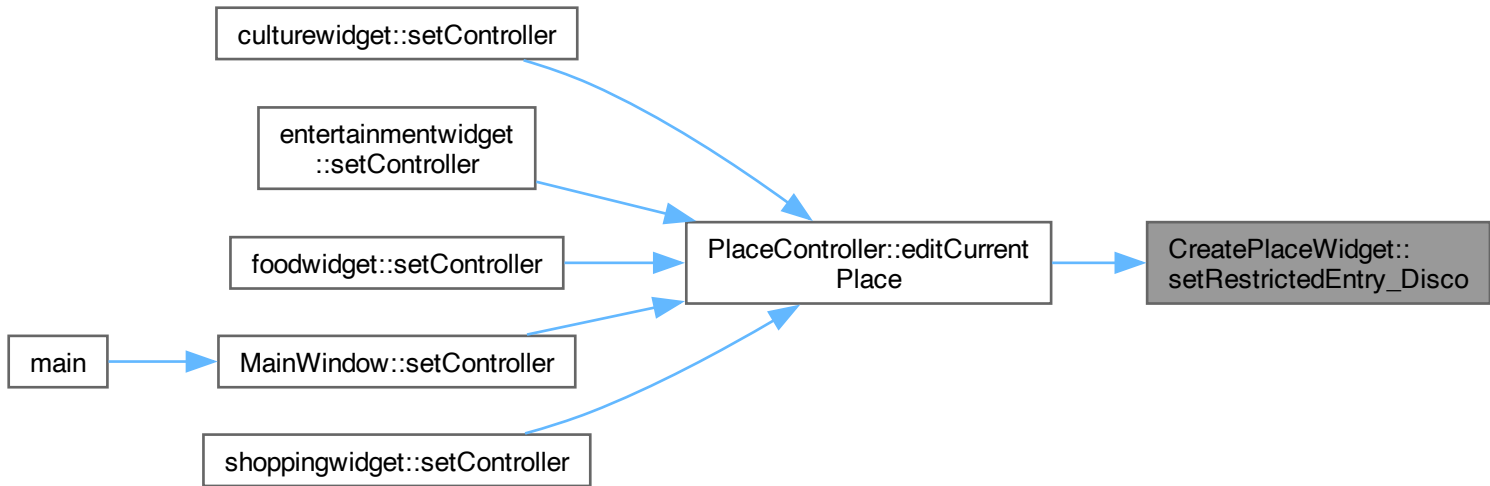 culturewidget::setController
entertainmentwidget
::setController
foodwidget::setController
main
MainWindow::setController
shoppingwidget::setController
PlaceController::editCurrent
Place
CreatePlaceWidget::
setRestrictedEntry_Disco